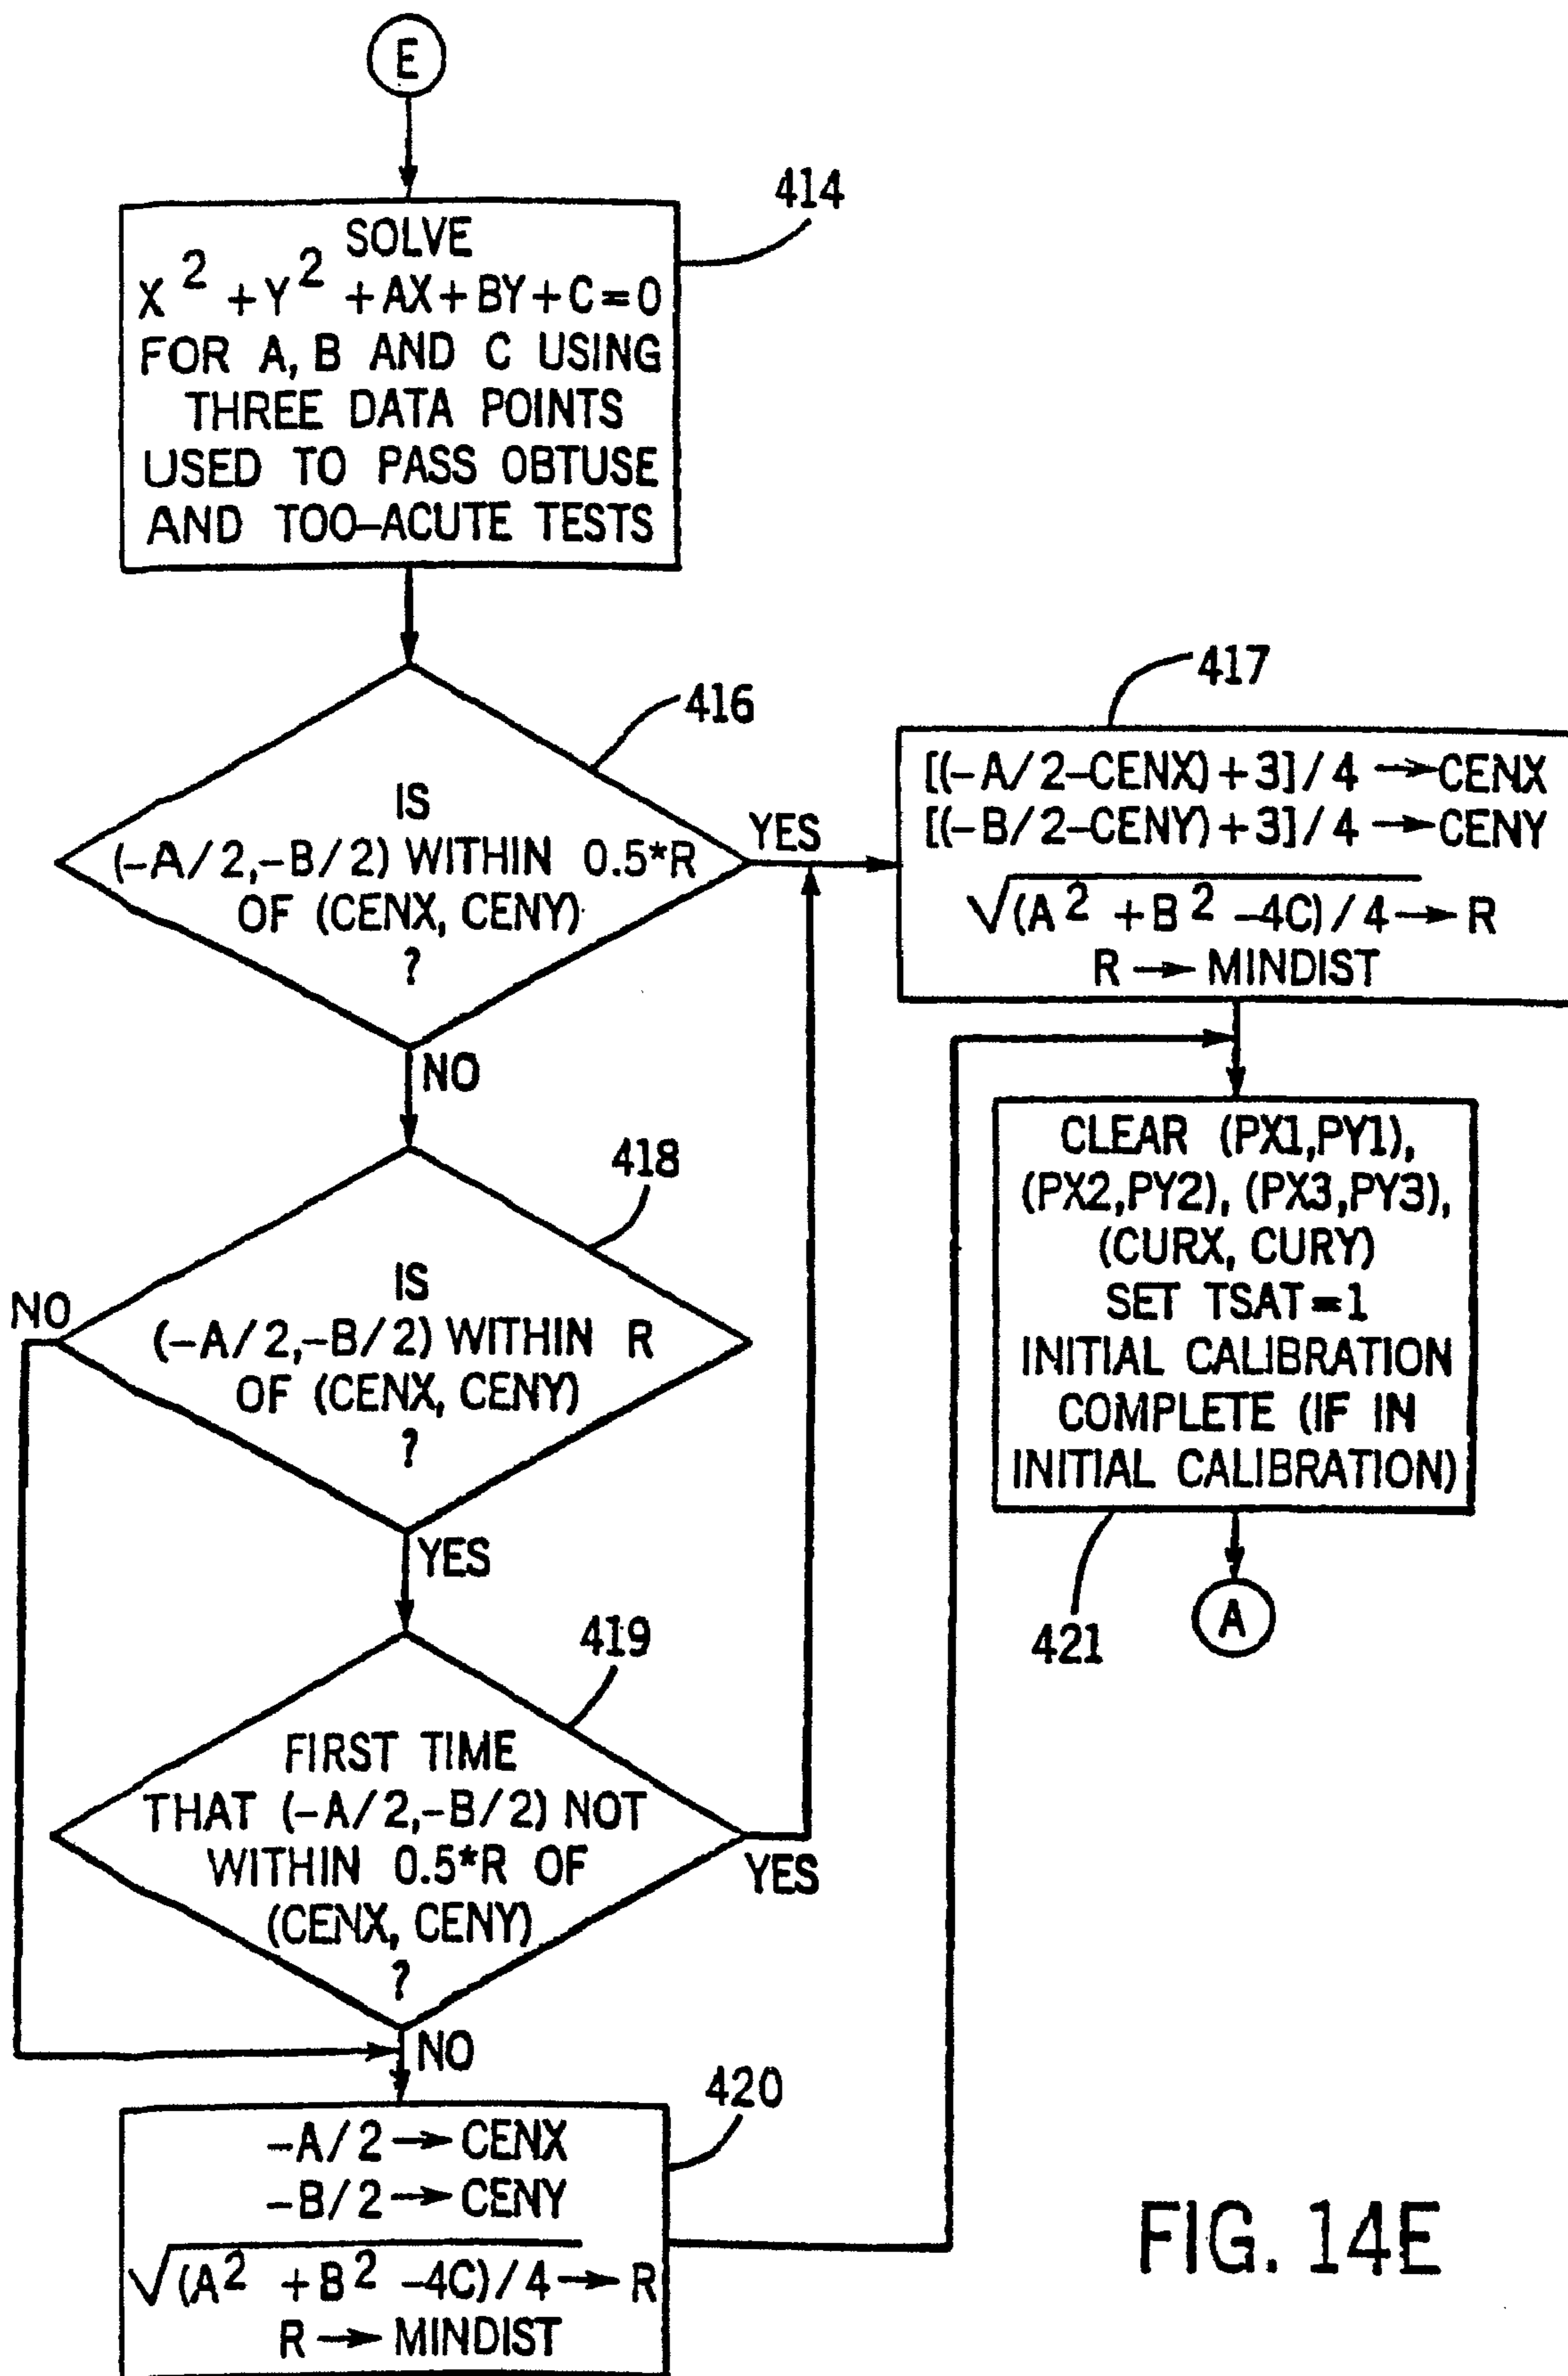 E
414
SOLVE
X² + Y² + AX + BY + C = 0
FOR A, B AND C USING
THREE DATA POINTS
USED TO PASS OBTUSE
AND TOO-ACUTE TESTS
416
IS
(-A/2,-B/2) WITHIN 0.5*R
OF (CENX, CENY)
?
YES
NO
417
[(-A/2-CENX)+3]/4 → CENX
[(-B/2-CENY)+3]/4 → CENY
√(A² + B² -4C)/4 → R
R → MINDIST
418
IS
(-A/2,-B/2) WITHIN R
OF (CENX, CENY)
?
NO
YES
419
FIRST TIME
THAT (-A/2,-B/2) NOT
WITHIN 0.5*R OF
(CENX, CENY)
?
YES
NO
420
-A/2 → CENX
-B/2 → CENY
√(A² + B² -4C)/4 → R
R → MINDIST
CLEAR (PX1,PY1),
(PX2,PY2), (PX3,PY3),
(CURX, CURY)
SET TSAT=1
INITIAL CALIBRATION
COMPLETE (IF IN
INITIAL CALIBRATION)
421
A
FIG. 14E